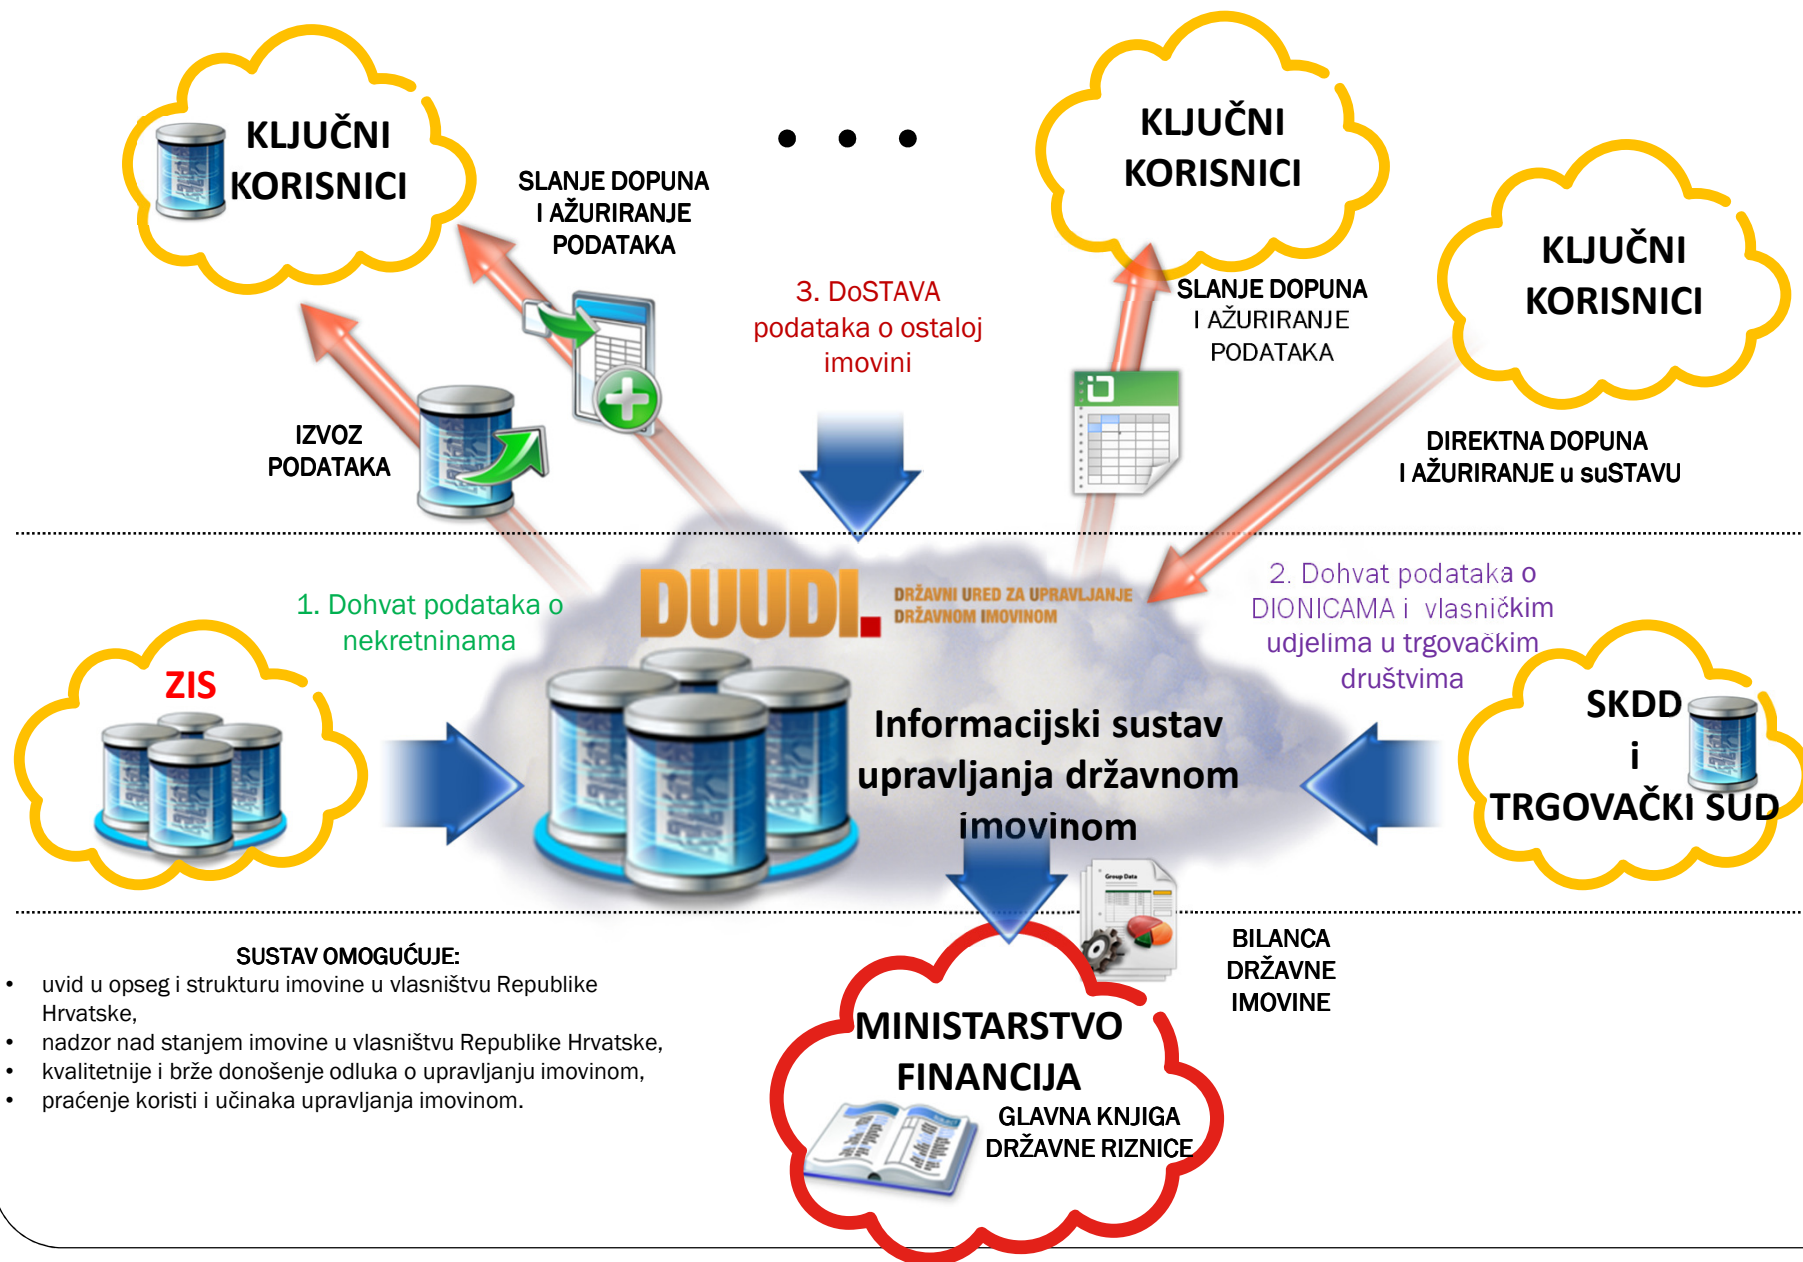 KLJUČNI
KORISNICI
SLANJE DOPUNA
I AŽURIRANJE
PODATAKA
KLJUČNI
KORISNICI
KLJUČNI
KORISNICI
3. DoSTAVA
podataka o ostaloj
imovini
SLANJE DOPUNA
I AŽURIRANJE
PODATAKA
IZVOZ
PODATAKA
DIREKTNA DOPUNA
I AŽURIRANJE u suSTAVU
1. Dohvat podataka o
nekretninama
DUUDI.
DRŽAVNI URED ZA UPRAVLJANJE
DRŽAVNOM IMOVINOM
2. Dohvat podataka o
DIONICAMA i vlasničkim
udjelima u trgovačkim
društvima
ZIS
Informacijski sustav
upravljanja državnom
imovinom
SKDD
i
TRGOVAČKI SUD
Group Data
BILANCA
DRŽAVNE
IMOVINE
SUSTAV OMOGUĆUJE:
• uvid u opseg i strukturu imovine u vlasništvu Republike
Hrvatske,
• nadzor nad stanjem imovine u vlasništvu Republike Hrvatske,
• kvalitetnije i brže donošenje odluka o upravljanju imovinom,
• praćenje koristi i učinaka upravljanja imovinom.
MINISTARSTVO
FINANCIJA
GLAVNA KNJIGA
DRŽAVNE RIZNICE